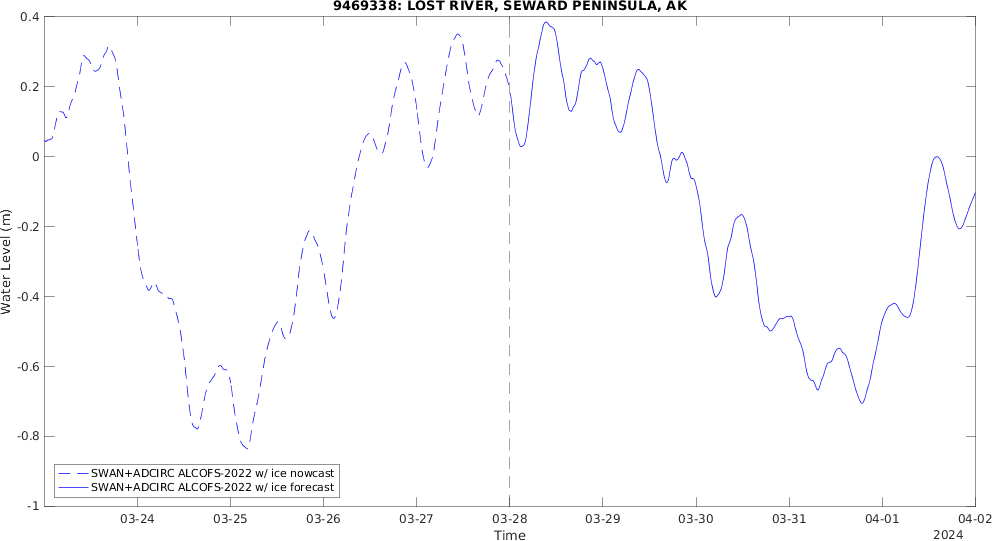 9469338: LOST RIVER, SEWARD PENINSULA, AK
0.4
0.2
0
-0.2
-0.4
-0.6
-0.8
-1
Water Level (m)
SWAN+ADCIRC ALCOFS-2022 w/ ice nowcast
SWAN+ADCIRC ALCOFS-2022 w/ ice forecast
03-24 03-25 03-26 03-27 03-28 03-29 03-30 03-31 04-01 04-02
Time
2024